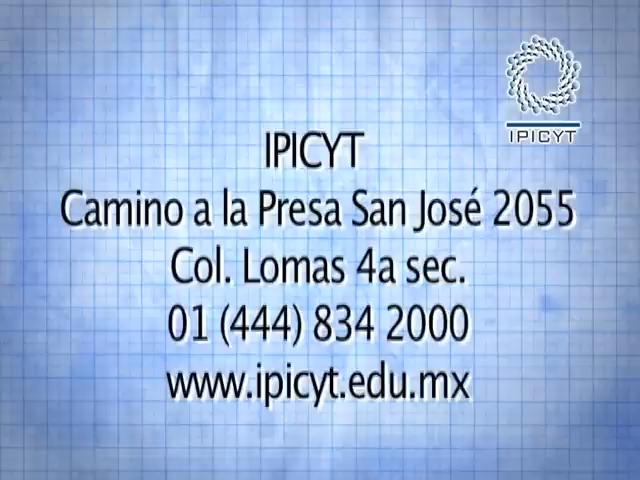 IPICYT
IPICYT
Camino a la Presa San José 2055
Col. Lomas 4a sec.
01 (444) 834 2000
www.ipicyt.edu.mx